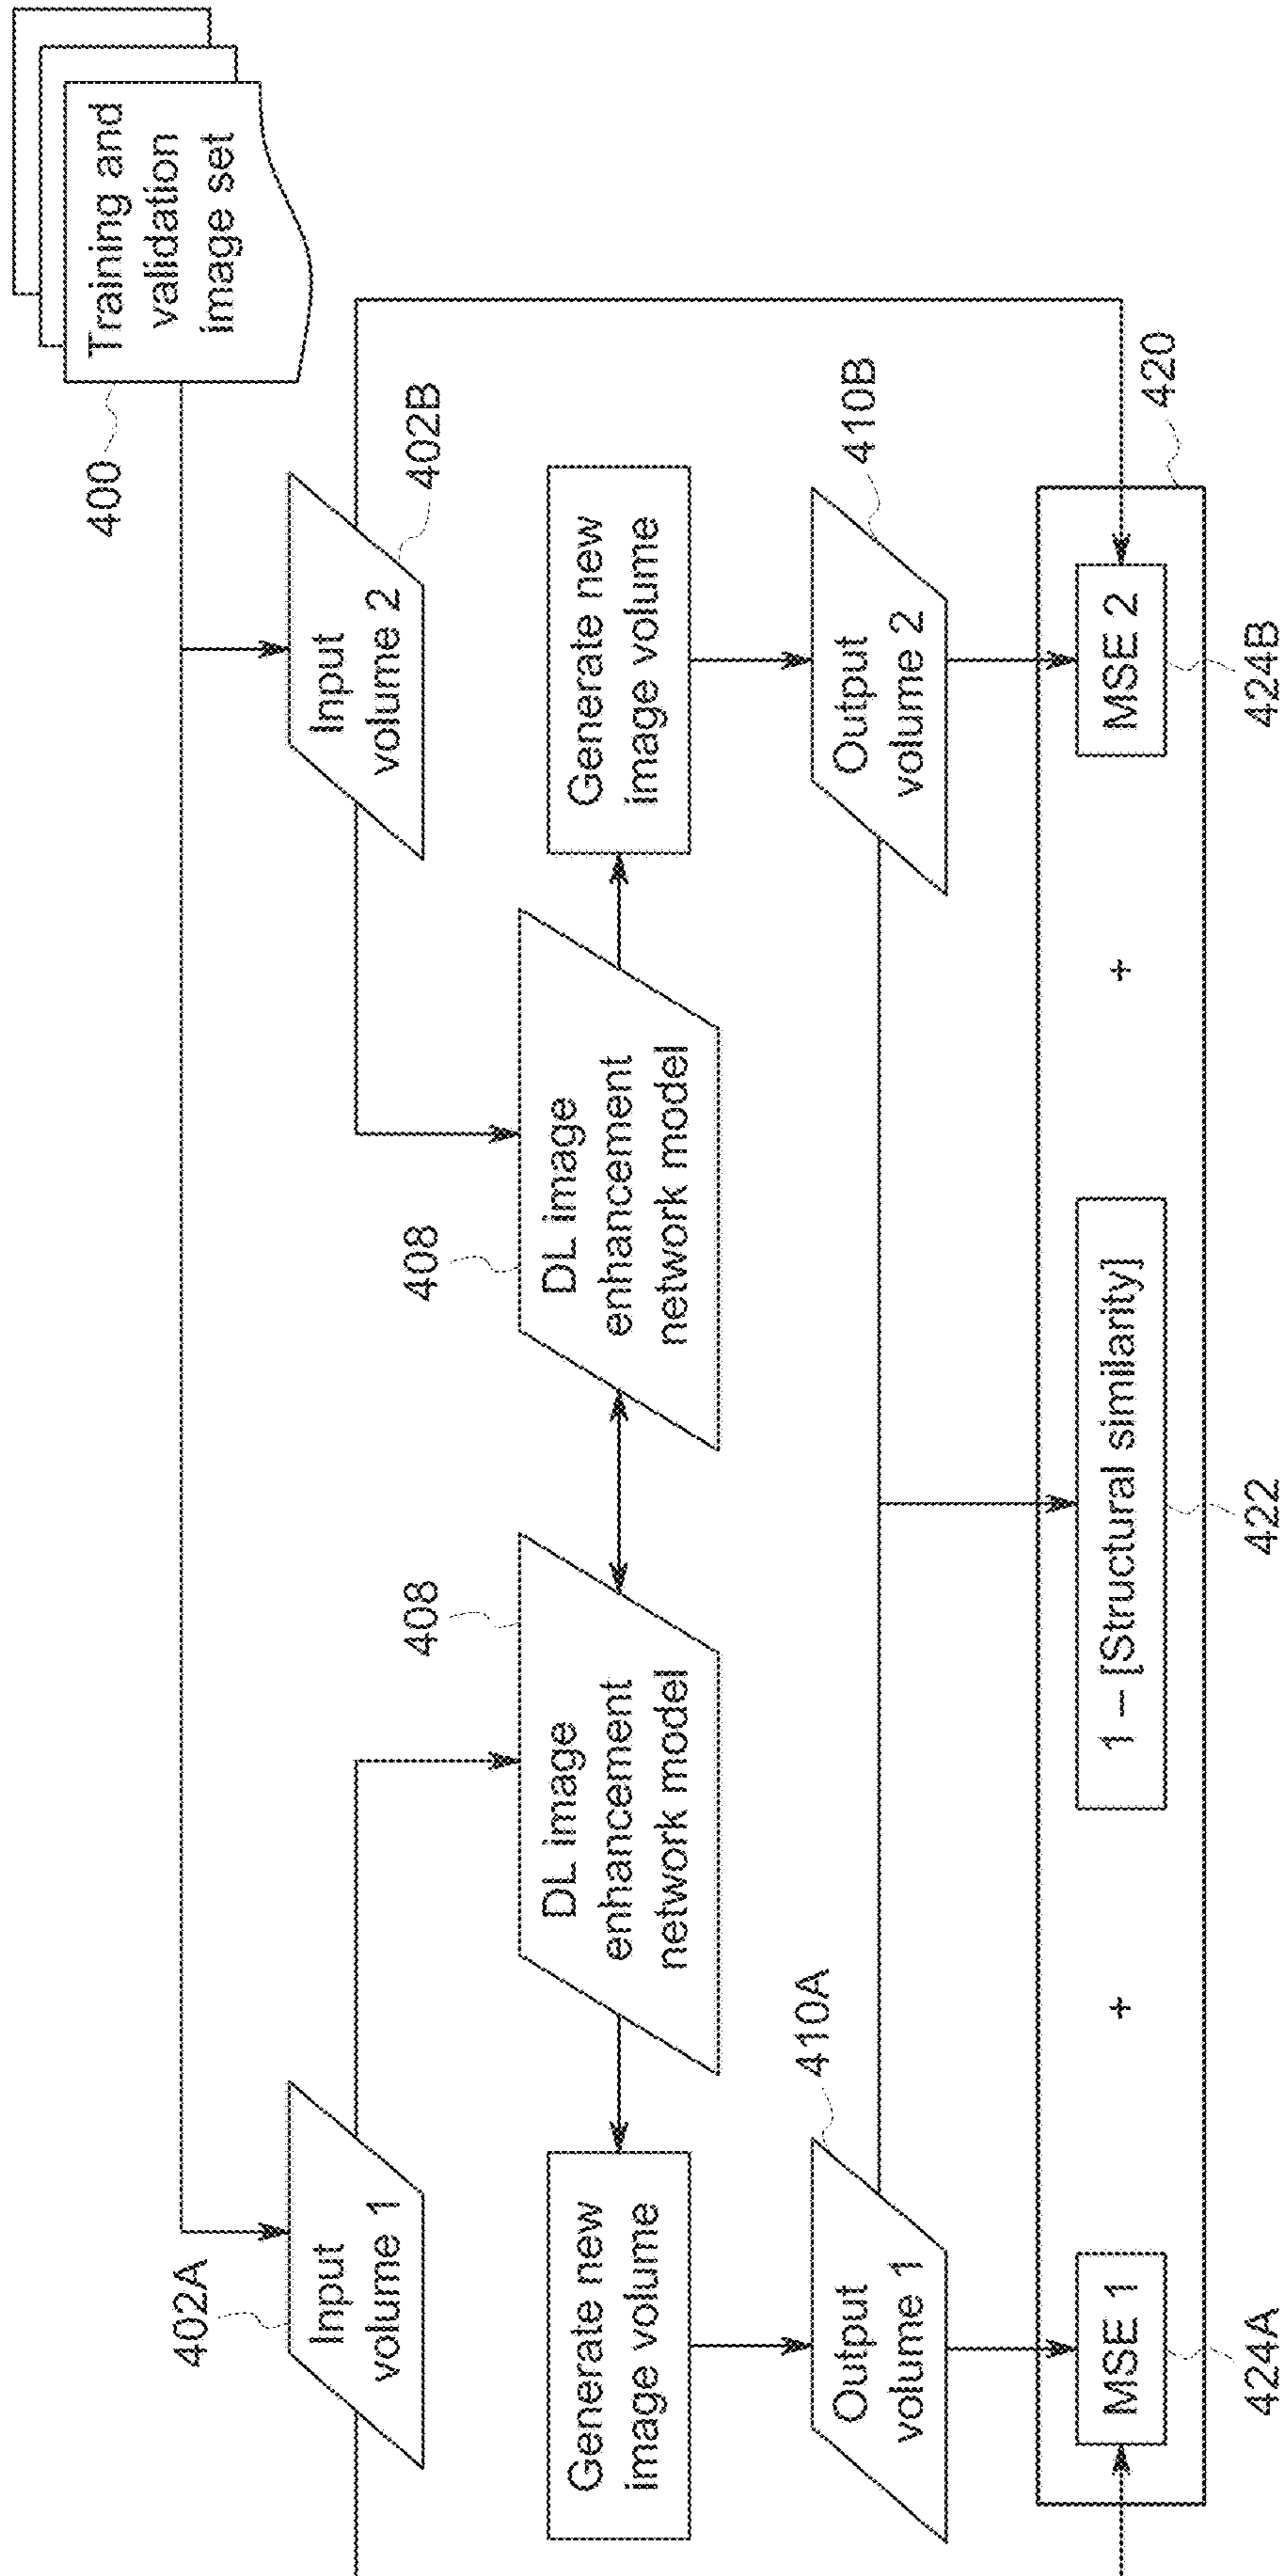 Training and
validation
image set
400
402A
Input
volume 1
Input
volume 2
402B
408
408
Generate new
image volume
DL image
enhancement
network model
DL image
enhancement
network model
Generate new
image volume
410A
Output
volume 1
Output
volume 2
410B
MSE 1
+
1 – [Structural similarity]
+
MSE 2
420
424A
422
424B